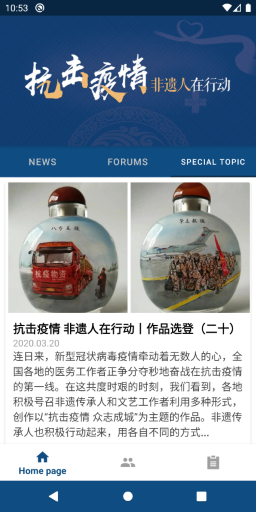 10:53
抗击疫情 非遗人在行动
NEWS
FORUMS
SPECIAL TOPIC
八方支援
抗疫物资
抗击疫情 非遗人在行动丨作品选登（二十）
2020.03.20
连日来，新型冠状病毒疫情牵动着无数人的心，全
国各地的医务工作者正争分夺秒地奋战在抗击疫情
的第一线。在这共度时艰的时刻，我们看到，各地
积极号召非遗传承人和文艺工作者利用多种形式，
创作以“抗击疫情 众志成城”为主题的作品。非遗传
承人也积极行动起来，用各自不同的方式...
Home page